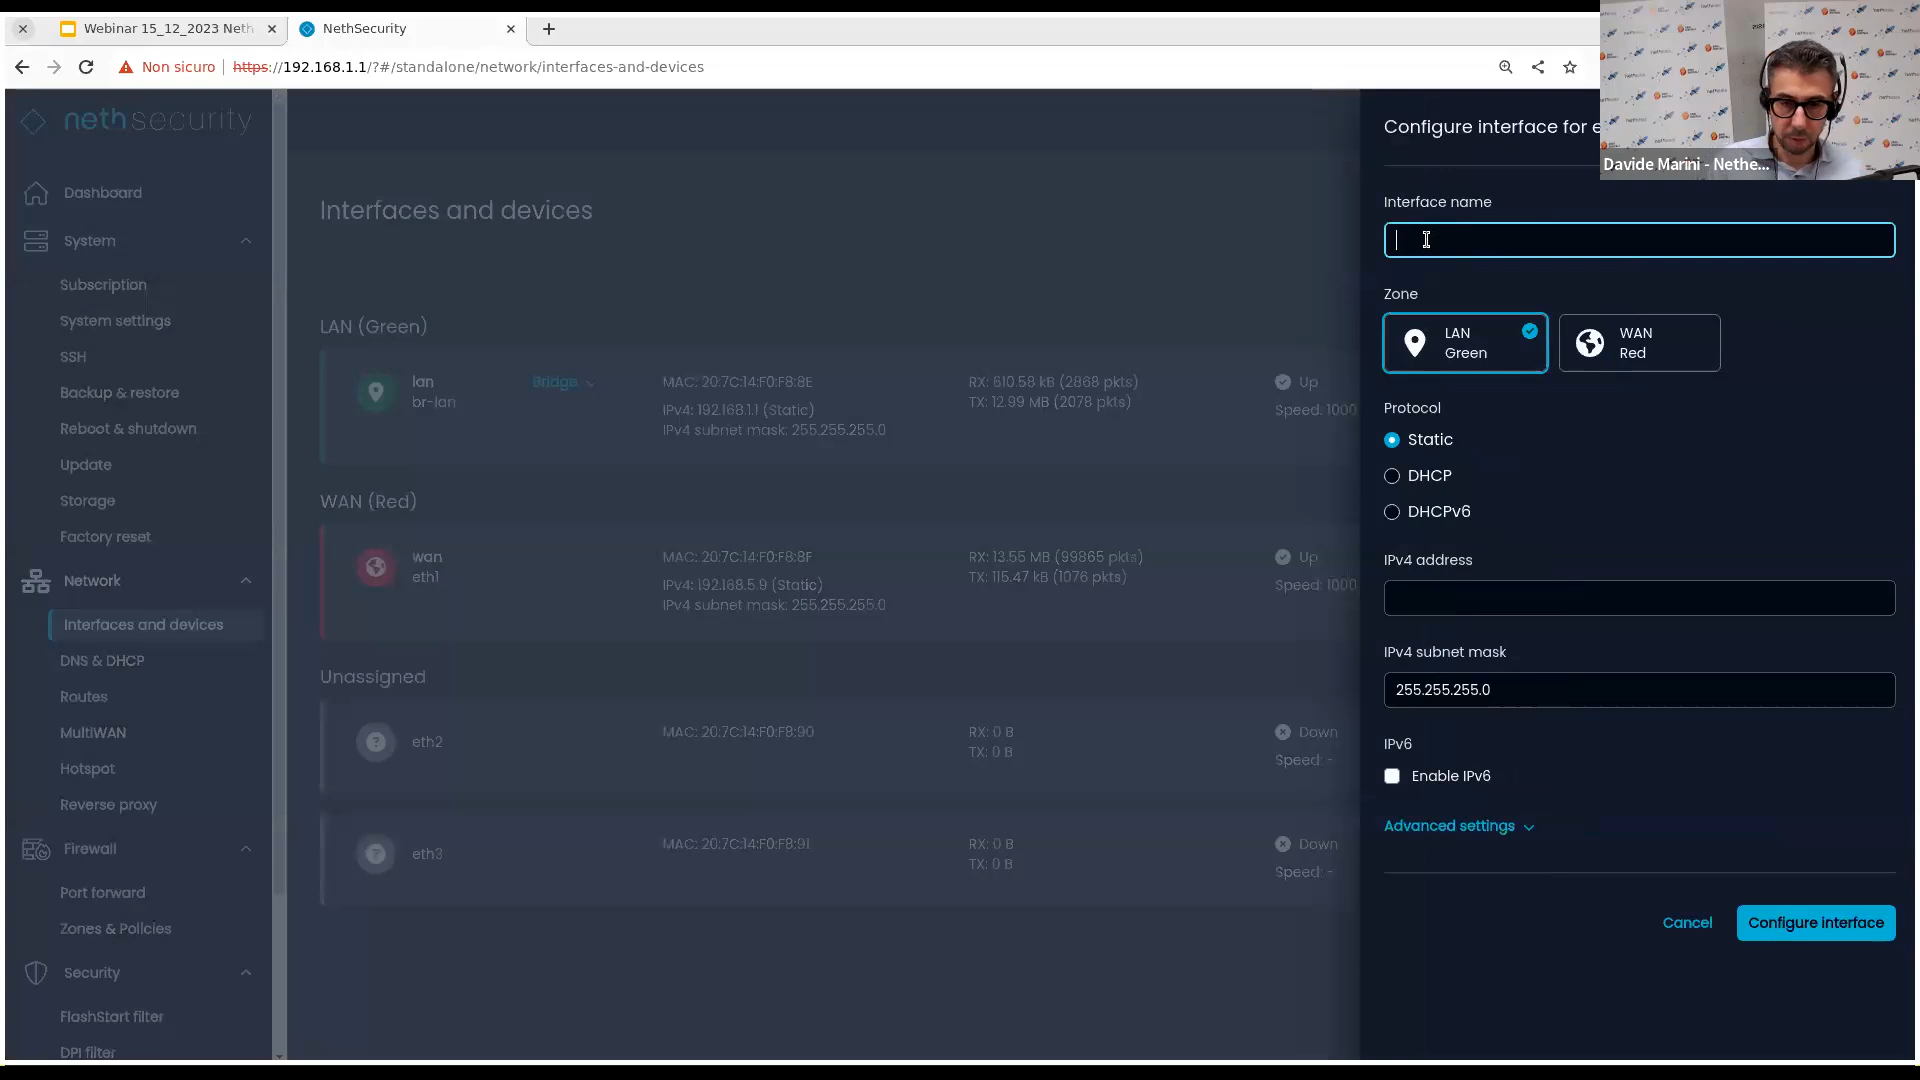 Webinar 15_12_2023 Neth
NethSecurity
Non sicuro
https://192.168.1.1/?#/standalone/network/interfaces-and-devices
Davide Marini - Nethe...
nethsecurity
Dashboard
System
Subscription
System settings
SSH
Backup & restore
Reboot & shutdown
Update
Storage
Factory reset
Network
Interfaces and devices
DNS & DHCP
Routes
MultiWAN
Hotspot
Reverse proxy
Firewall
Port forward
Zones & Policies
Security
FlashStart filter
DPI filter
Interfaces and devices
LAN (Green)
lan
br-lan
Bridge
MAC: 20:7C:14:F0:F8:8E
IPv4: 192.168.1.1 (Static)
IPv4 subnet mask: 255.255.255.0
RX: 610.58 kB (2868 pkts)
TX: 12.99 MB (2078 pkts)
Up
Speed: 1000
WAN (Red)
wan
eth1
MAC: 20:7C:14:F0:F8:8F
IPv4: 192.168.5.9 (Static)
IPv4 subnet mask: 255.255.255.0
RX: 13.55 MB (99865 pkts)
TX: 115.47 kB (1076 pkts)
Up
Speed: 1000
Unassigned
eth2
MAC: 20:7C:14:F0:F8:90
RX: 0 B
TX: 0 B
Down
Speed: -
eth3
MAC: 20:7C:14:F0:F8:91
RX: 0 B
TX: 0 B
Down
Speed: -
Configure interface for e
Interface name
Zone
LAN
Green
WAN
Red
Protocol
Static
DHCP
DHCPv6
IPv4 address
IPv4 subnet mask
255.255.255.0
IPv6
Enable IPv6
Advanced settings
Cancel
Configure interface